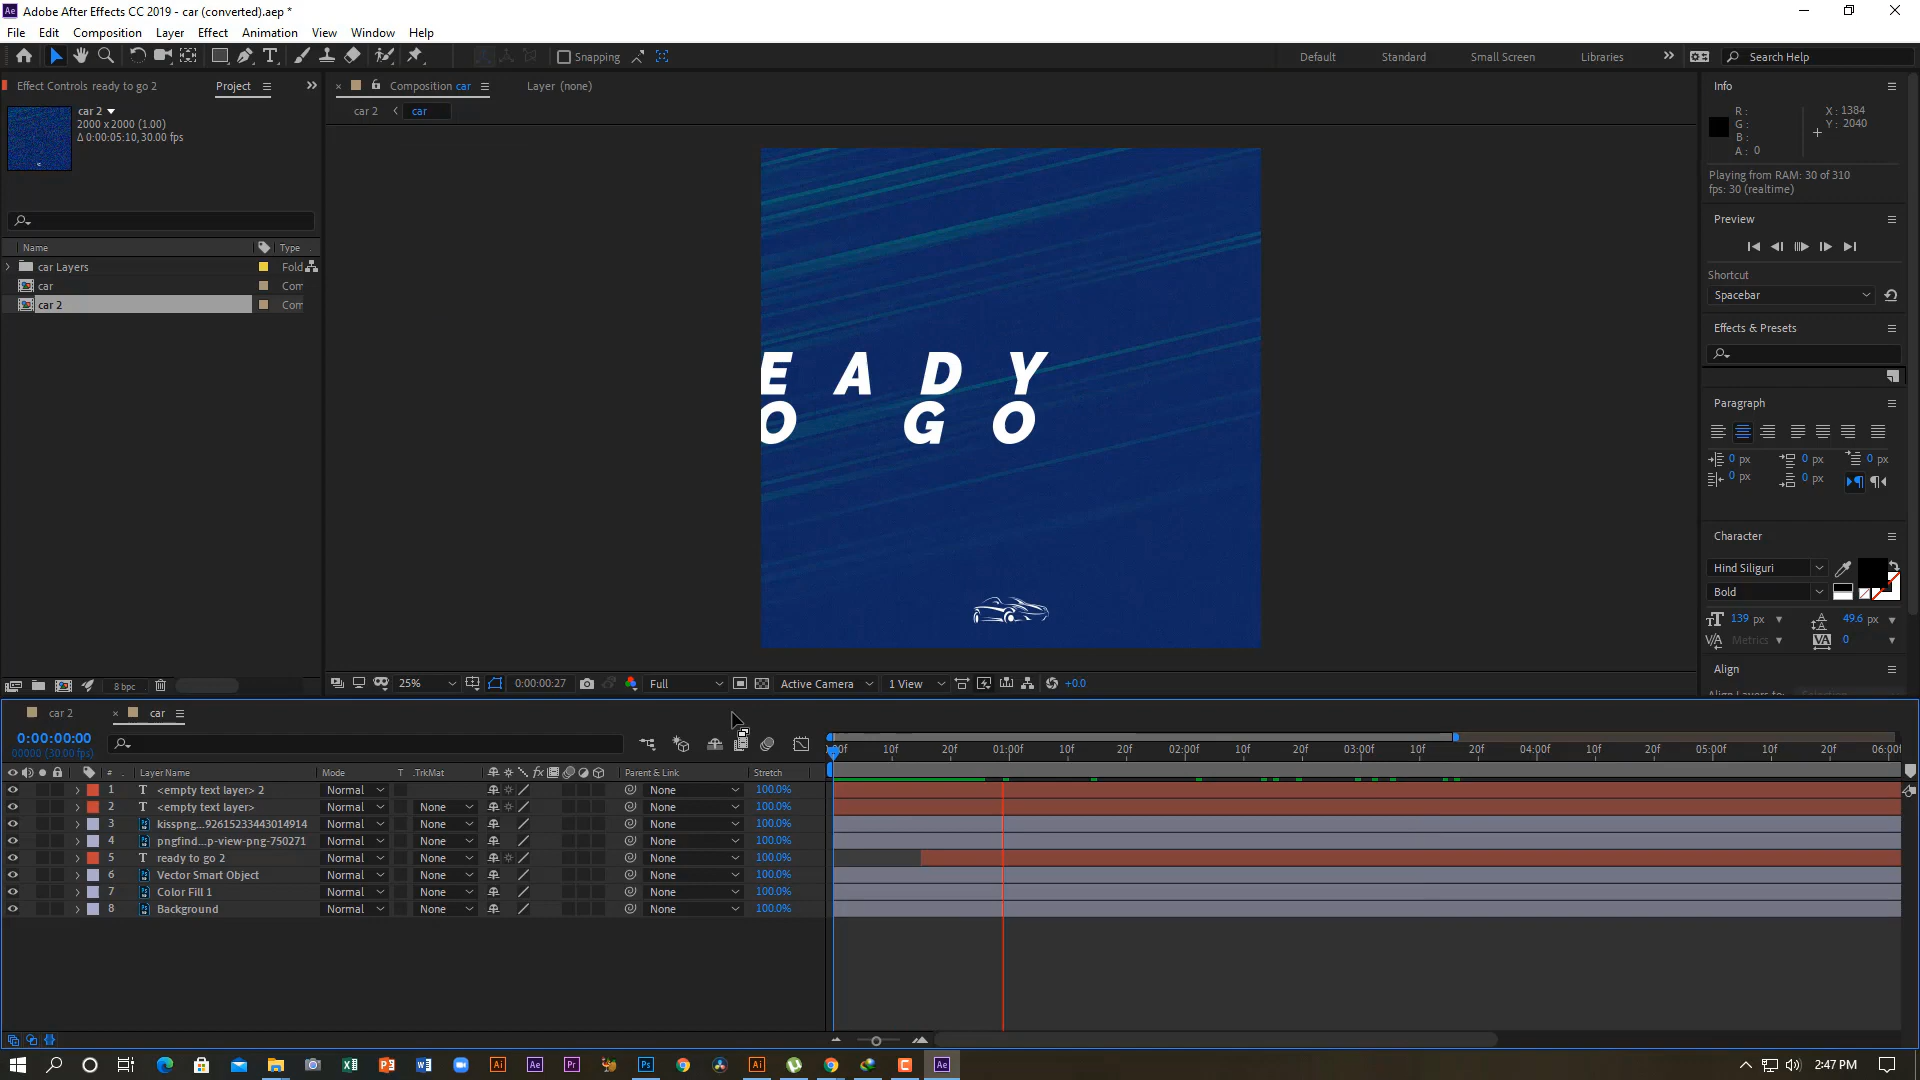 Adobe After Effects CC 2019 - car (converted).aep *
File Edit Composition Layer Effect Animation View Window Help
Snapping
Default Standard Small Screen Libraries
Search Help
Effect Controls ready to go 2
Project
car 2
2000 x 2000 (1.00)
Δ 0:00:05:10, 30.00 fps
Name Type
car Layers Fold
car Com
car 2 Com
8 bpc
Composition car
Layer (none)
car 2 car
EADY
O GO
25% 0:00:00:27 Full Active Camera 1 View +0.0
Info
R :
G :
B :
A : 0
X : 1384
Y : 2040
Playing from RAM: 30 of 310
fps: 30 (realtime)
Preview
Shortcut
Spacebar
Effects & Presets
Paragraph
0 px 0 px 0 px
0 px 0 px
Character
Hind Siliguri
Bold
139 px 49.6 px
Metrics 0
Align
car 2 car
0:00:00:00
00000 (30.00 fps)
10f 20f 01:00f 10f 20f 02:00f 10f 20f 03:00f 10f 20f 04:00f 10f 20f 05:00f 10f 20f 06:00f
# Layer Name Mode T .TrkMat Parent & Link Stretch
1 T <empty text layer> 2 Normal None 100.0%
2 T <empty text layer> Normal None None 100.0%
3 kisspng...92615233443014914 Normal None None 100.0%
4 pngfind...p-view-png-750271 Normal None None 100.0%
5 T ready to go 2 Normal None None 100.0%
6 Vector Smart Object Normal None None 100.0%
7 Color Fill 1 Normal None None 100.0%
8 Background Normal None None 100.0%
2:47 PM